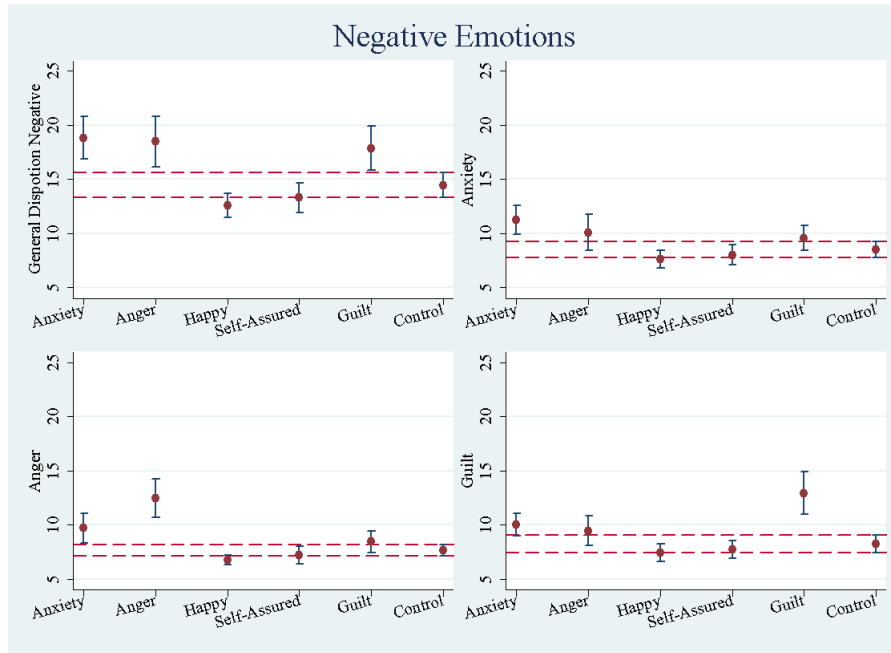 Negative Emotions
General Dispotion Negative
25
20
15
10
5
Anxiety
Anger
Happy
Self-Assured
Guilt
Control
Anxiety
25
20
15
10
5
Anxiety
Anger
Happy
Self-Assured
Guilt
Control
Anger
25
20
15
10
5
Anxiety
Anger
Happy
Self-Assured
Guilt
Control
Guilt
25
20
15
10
5
Anxiety
Anger
Happy
Self-Assured
Guilt
Control